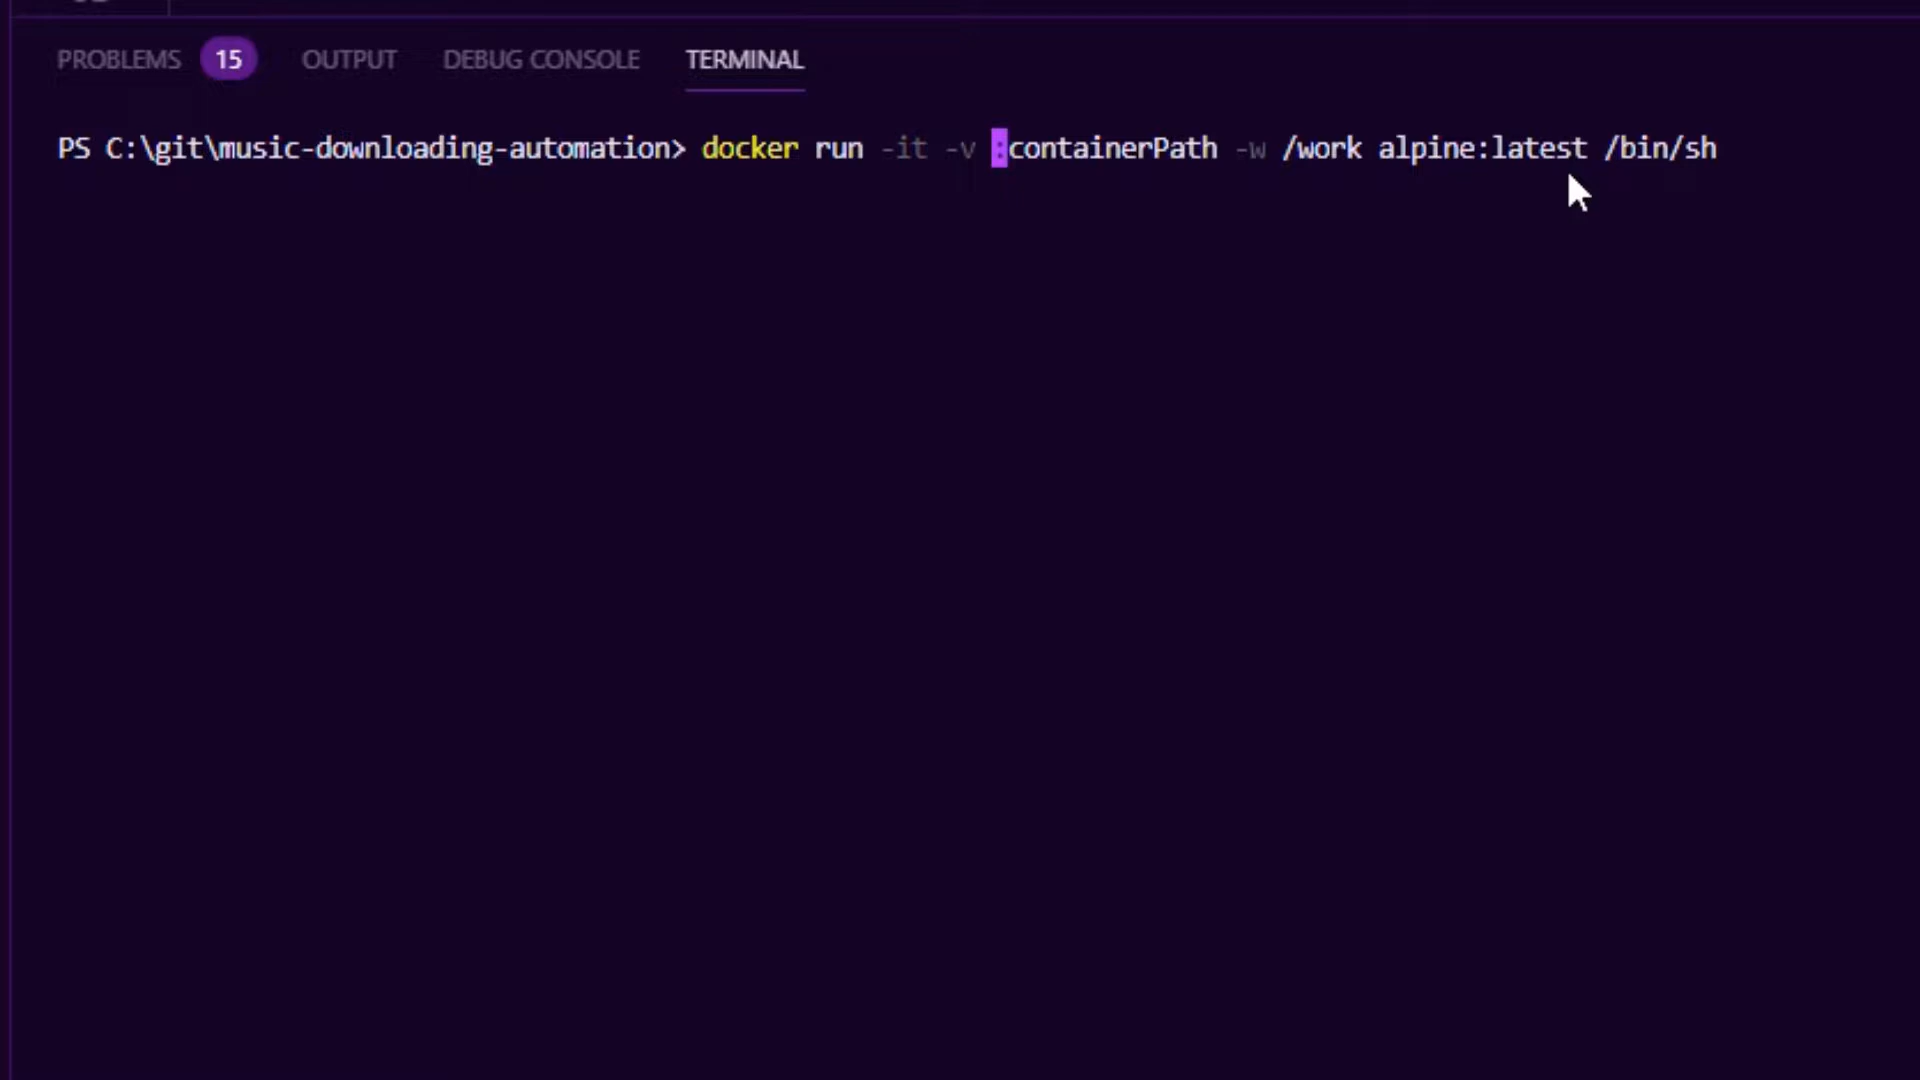 PROBLEMS 15 OUTPUT DEBUG CONSOLE TERMINAL
PS C:\git\music-downloading-automation> docker run -it -v :containerPath -w /work alpine:latest /bin/sh